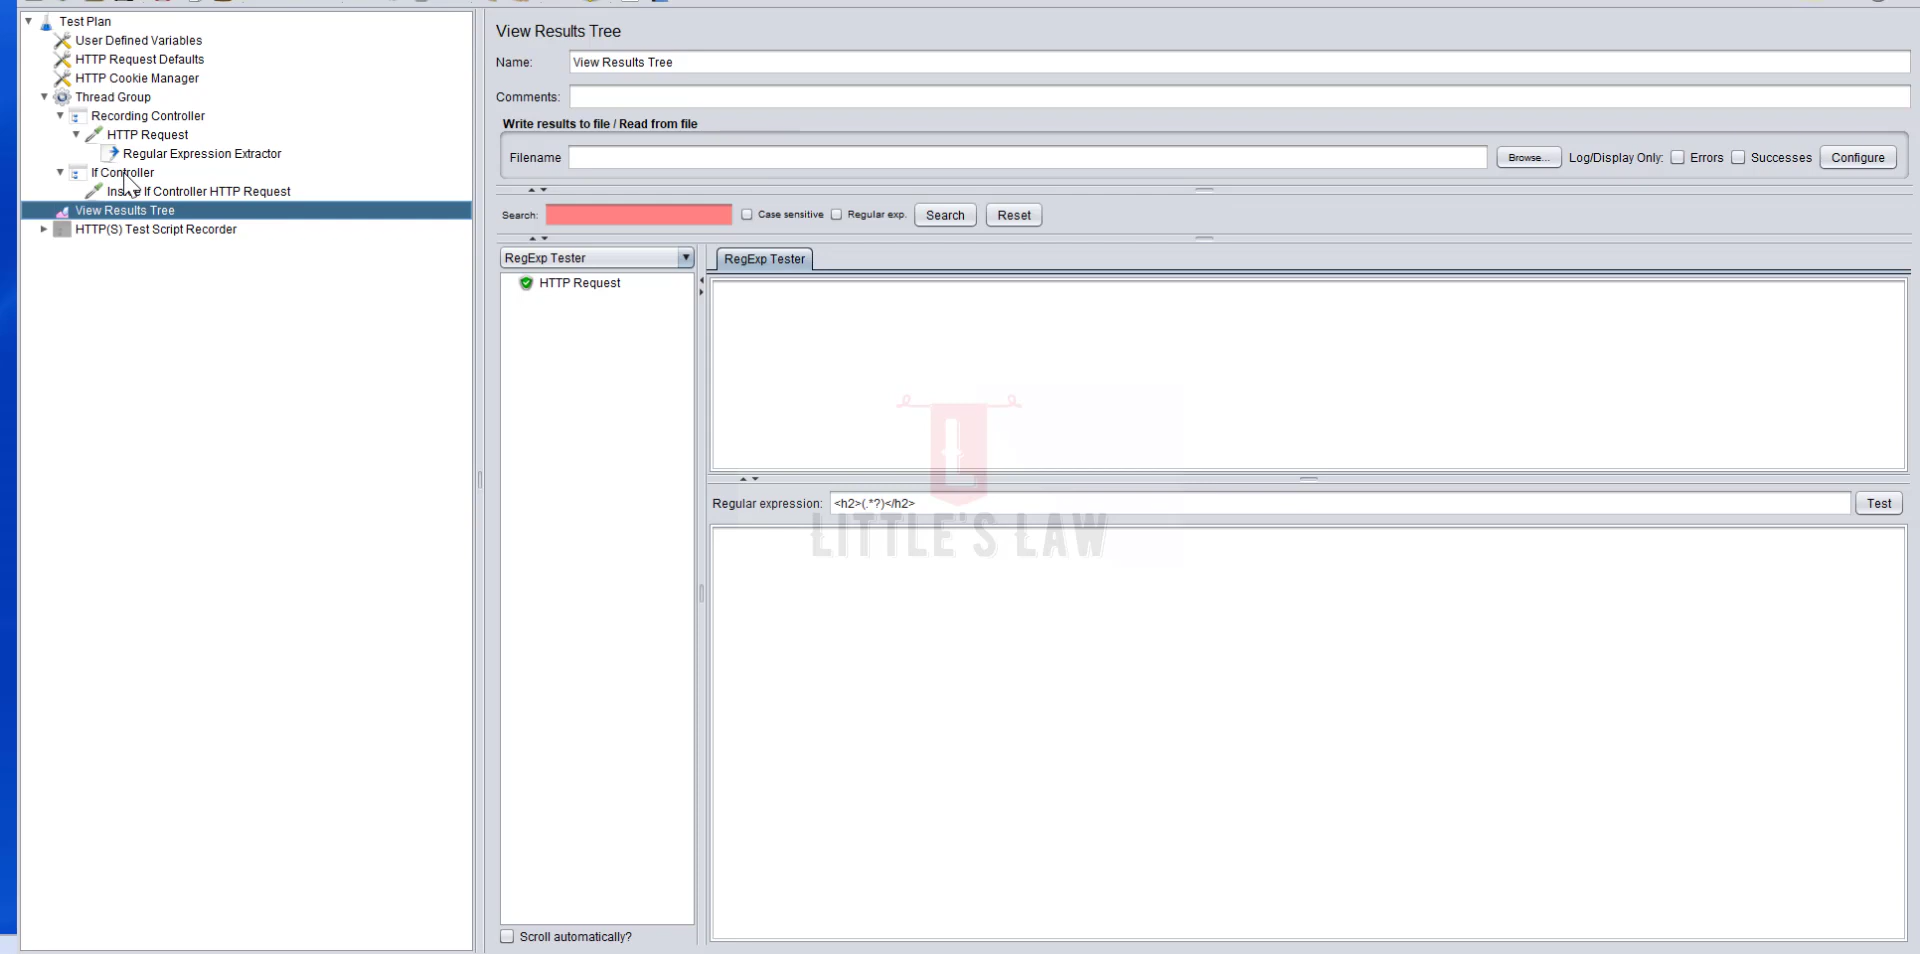 Test Plan
User Defined Variables
HTTP Request Defaults
HTTP Cookie Manager
Thread Group
Recording Controller
HTTP Request
Regular Expression Extractor
If Controller
If Controller HTTP Request
View Results Tree
HTTP(S) Test Script Recorder
View Results Tree
Name: View Results Tree
Comments:
Write results to file / Read from file
Filename Browse... Log/Display Only: Errors Successes Configure
Search: Case sensitive Regular exp. Search Reset
RegExp Tester
HTTP Request
RegExp Tester
L
Regular expression: <h2>(.*?)</h2> Test
LITTLE'S LAW
Scroll automatically?